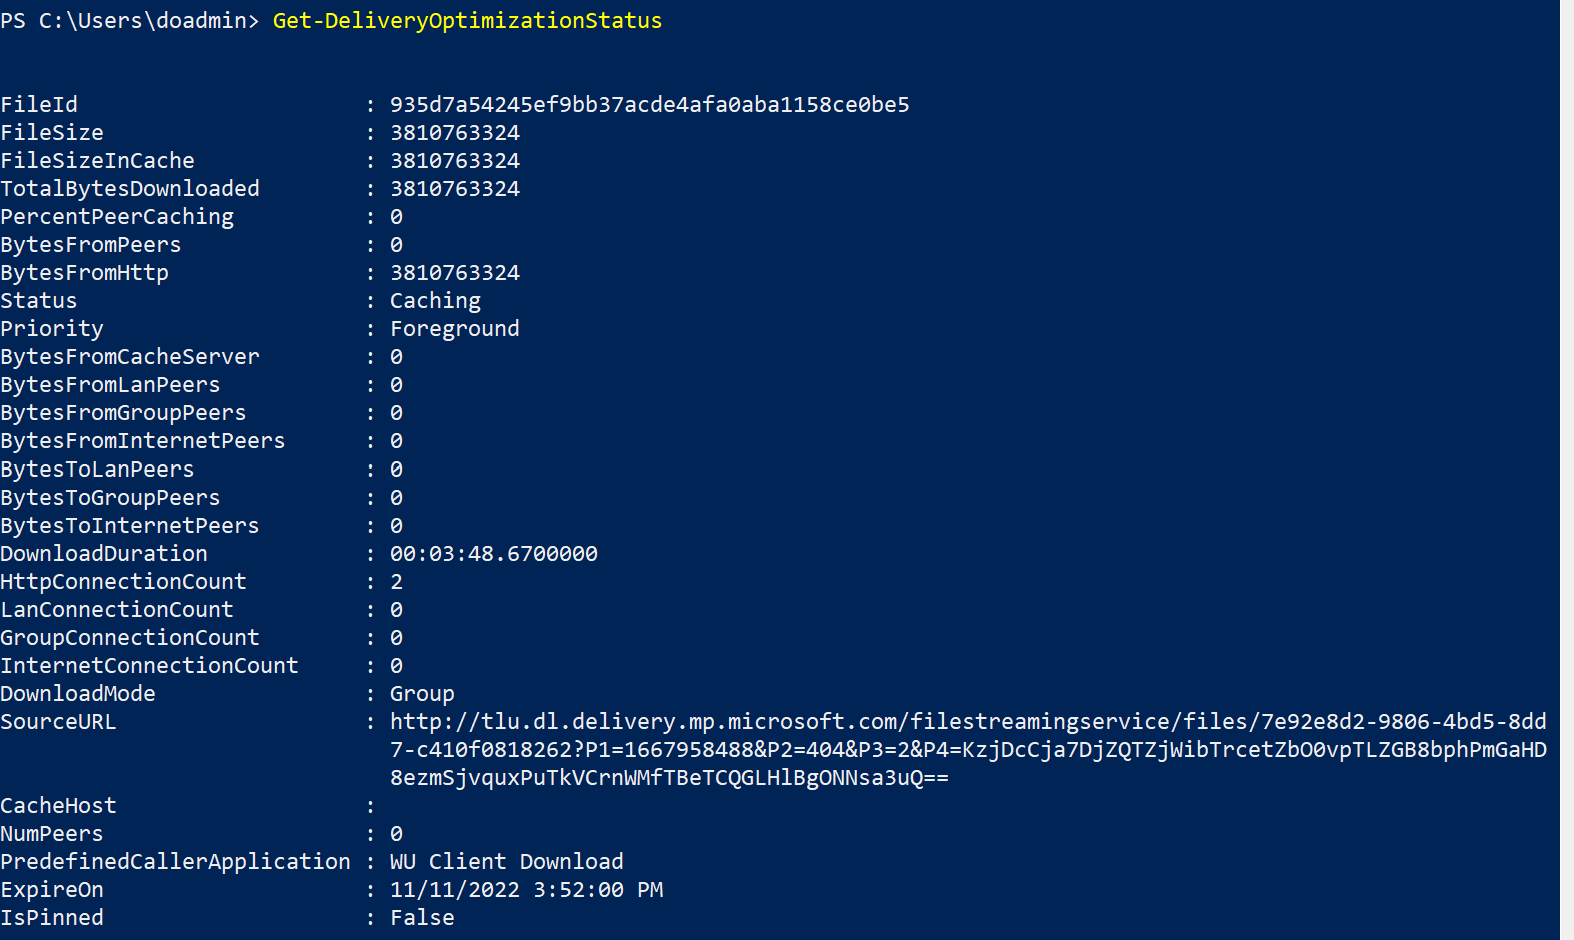 PS C:\Users\doadmin> Get-DeliveryOptimizationStatus
FileId : 935d7a54245ef9bb37acde4afa0aba1158ce0be5
FileSize : 3810763324
FileSizeInCache : 3810763324
TotalBytesDownloaded : 3810763324
PercentPeerCaching : 0
BytesFromPeers : 0
BytesFromHttp : 3810763324
Status : Caching
Priority : Foreground
BytesFromCacheServer : 0
BytesFromLanPeers : 0
BytesFromGroupPeers : 0
BytesFromInternetPeers : 0
BytesToLanPeers : 0
BytesToGroupPeers : 0
BytesToInternetPeers : 0
DownloadDuration : 00:03:48.6700000
HttpConnectionCount : 2
LanConnectionCount : 0
GroupConnectionCount : 0
InternetConnectionCount : 0
DownloadMode : Group
SourceURL : http://tlu.dl.delivery.mp.microsoft.com/filestreamingservice/files/7e92e8d2-9806-4bd5-8dd
7-c410f0818262?P1=1667958488&P2=404&P3=2&P4=KzjDcCja7DjZQTZjWibTrcetZbO0vpTLZGB8bphPmGaHD
8ezmSjvquxPuTkVCrnWMfTBeTCQGLHlBgONNsa3uQ==
CacheHost :
NumPeers : 0
PredefinedCallerApplication : WU Client Download
ExpireOn : 11/11/2022 3:52:00 PM
IsPinned : False